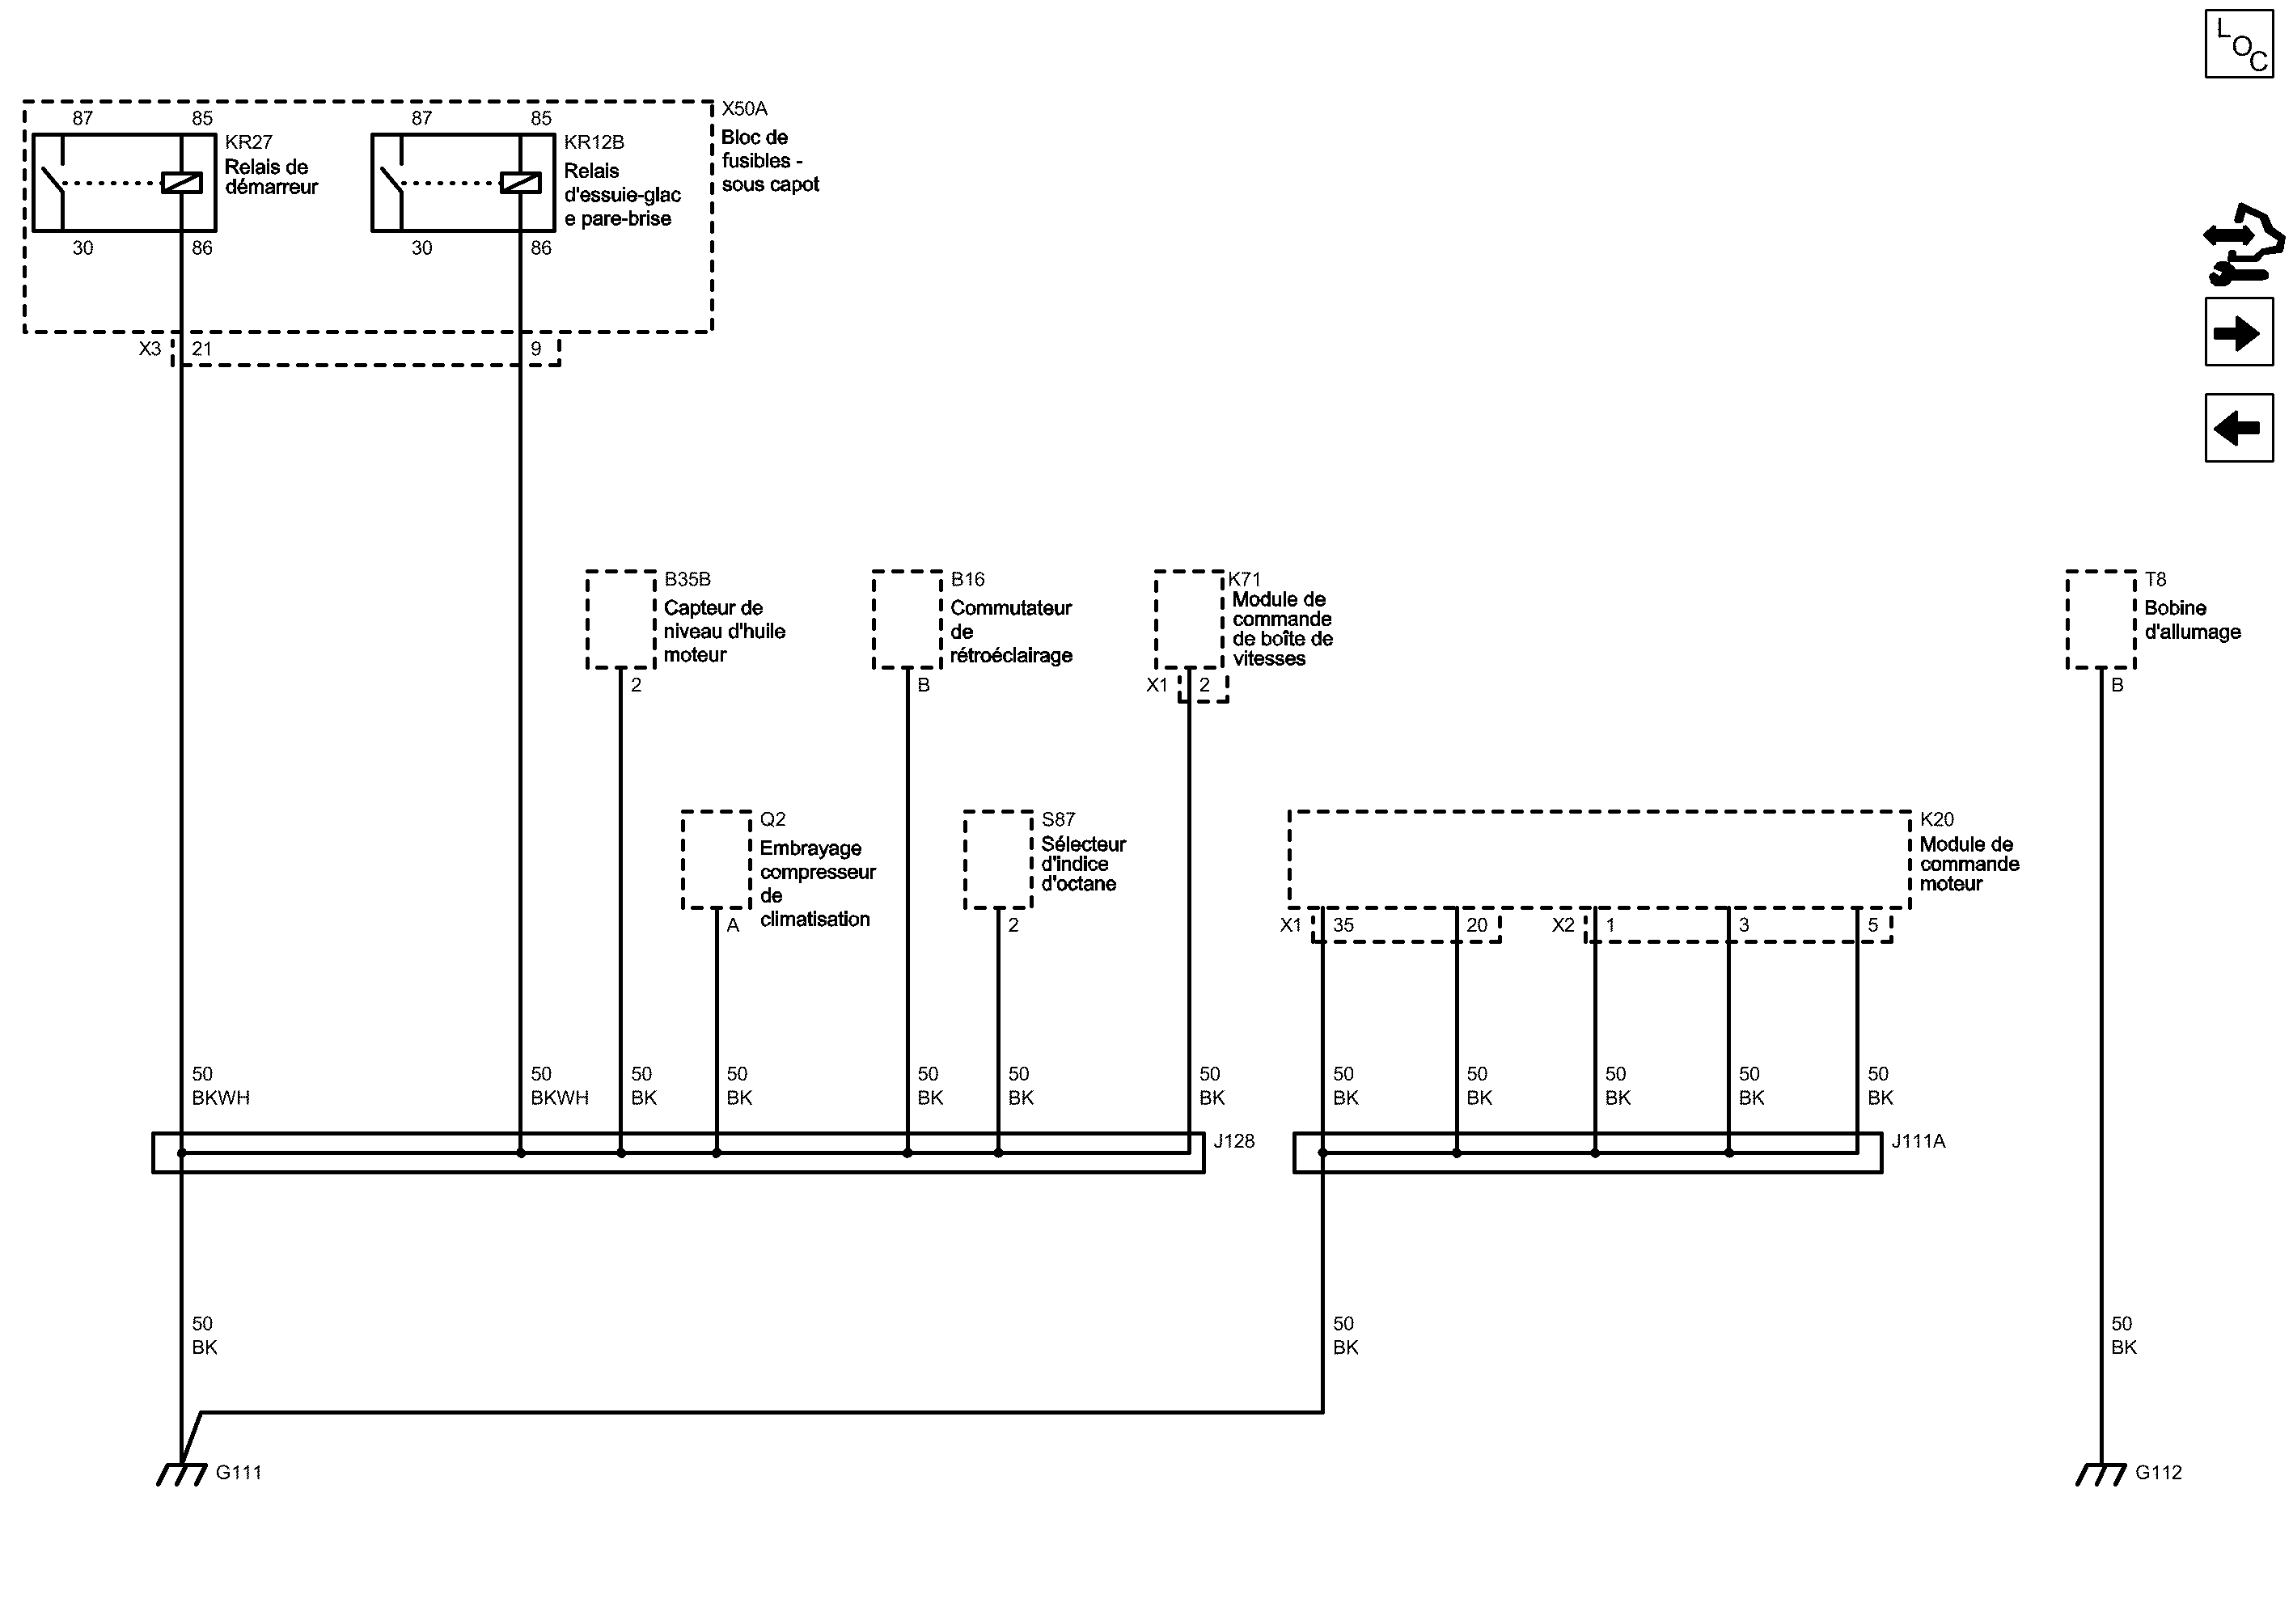 LOC
X50A
Bloc de
fusibles -
sous capot
87
85
KR27
Relais de
démarreur
30
86
87
85
KR12B
Relais
d'essuie-glac
e pare-brise
30
86
X3
21
9
B35B
Capteur de
niveau d'huile
moteur
2
B16
Commutateur
de
rétroéclairage
B
K71
Module de
commande
de boîte de
vitesses
X1
2
T8
Bobine
d'allumage
B
Q2
Embrayage
compresseur
de
climatisation
A
S87
Sélecteur
d'indice
d'octane
2
K20
Module de
commande
moteur
X1
35
20
X2
1
3
5
50
BKWH
50
BKWH
50
BK
50
BK
50
BK
50
BK
50
BK
50
BK
50
BK
50
BK
50
BK
50
BK
J128
J111A
50
BK
50
BK
50
BK
G111
G112